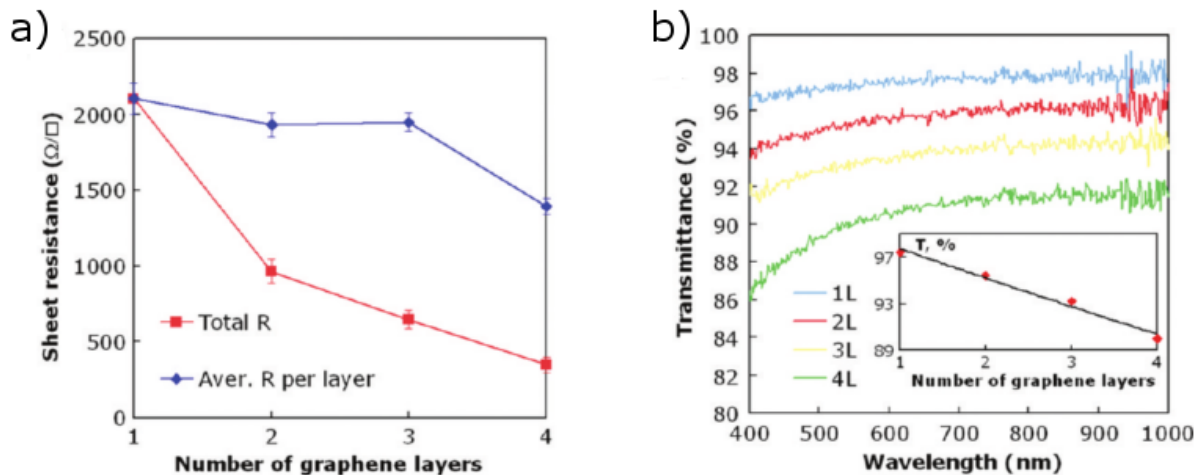 a)
Sheet resistance (Ω/□)
2500
2000
1500
1000
500
0
Total R
Aver. R per layer
1 2 3 4
Number of graphene layers
b)
Transmittance (%)
100
98
96
94
92
90
88
86
84
82
80
1L
2L
3L
4L
T, %
97
93
89
1 2 3 4
Number of graphene layers
400 500 600 700 800 900 1000
Wavelength (nm)